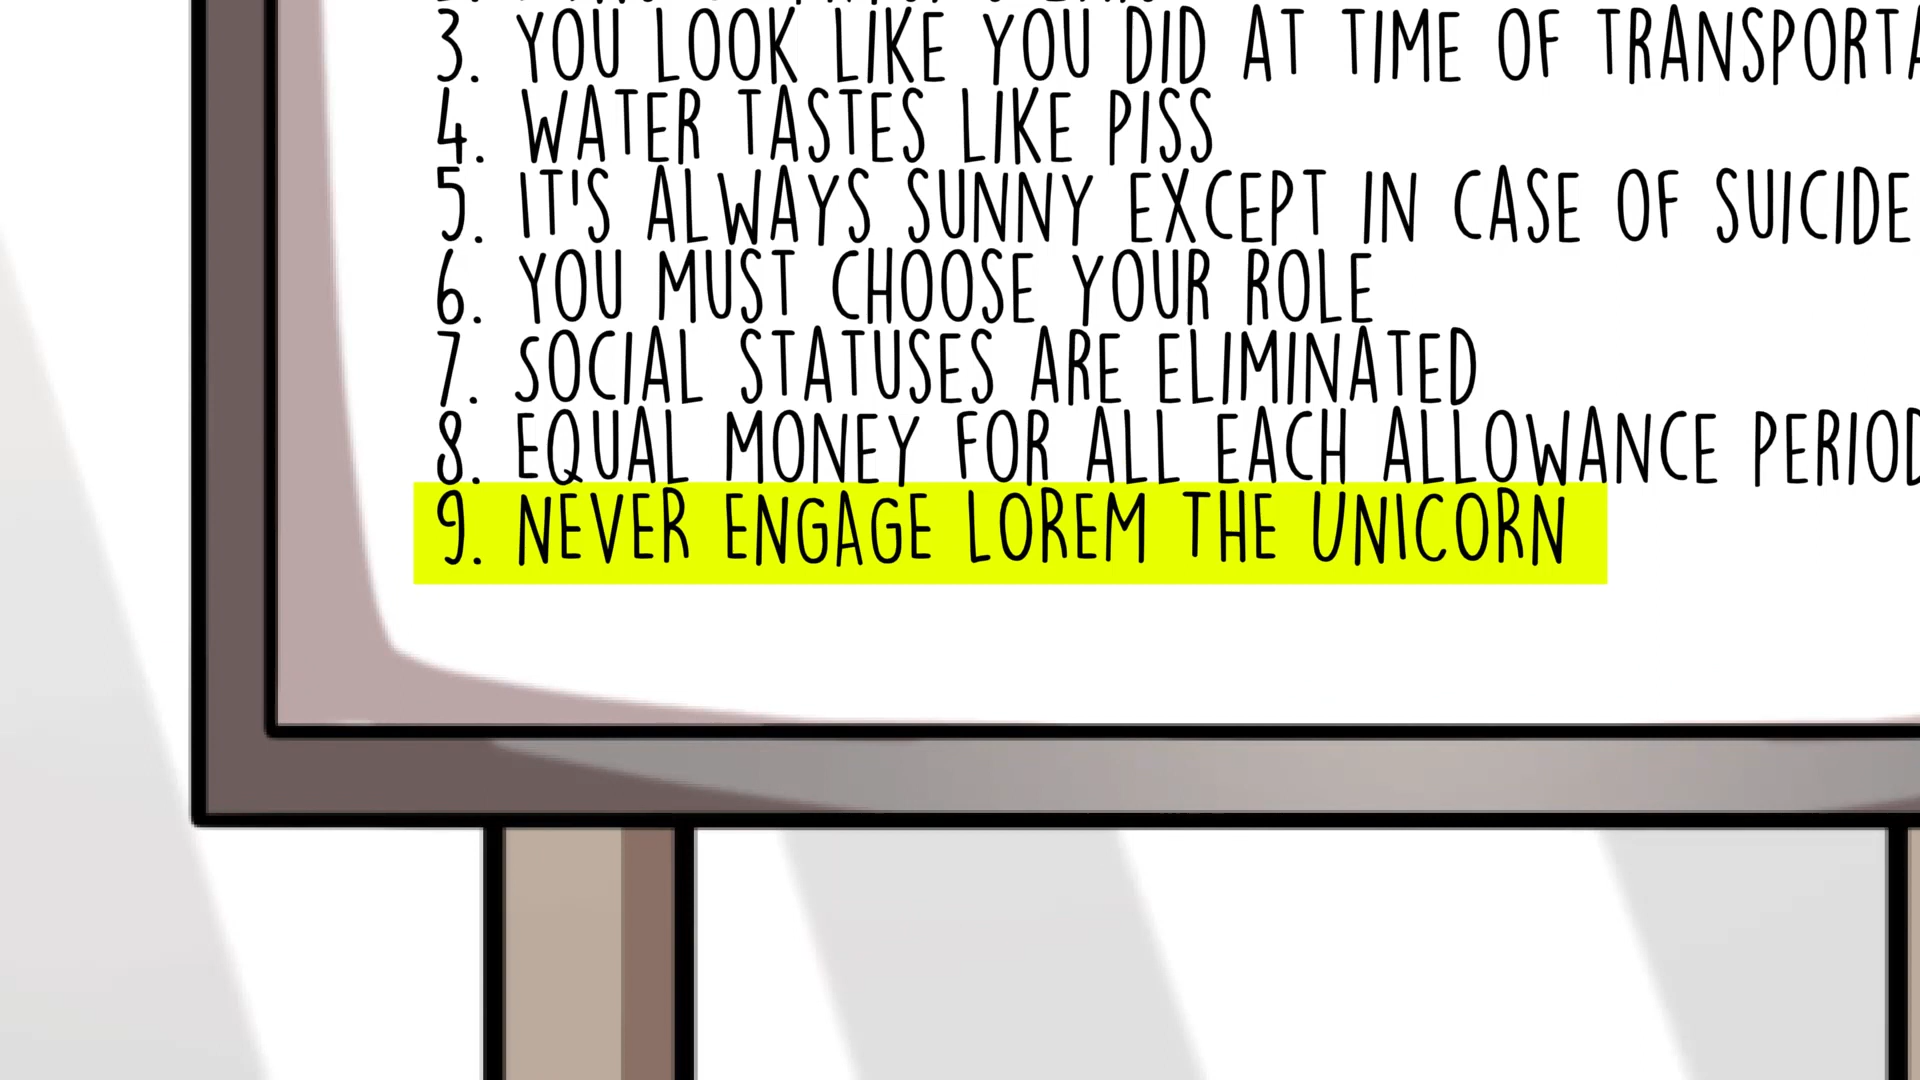 3. YOU LOOK LIKE YOU DID AT TIME OF
4. WATER TASTES LIKE PISS
5. IT'S ALWAYS SUNNY EXCEPT IN CASE OF SUICIDE
6. YOU MUST CHOOSE YOUR ROLE
7. SOCIAL STATUSES ARE ELIMINATED
8. EQUAL MONEY FOR ALL EACH ALLOWANCE PERIOD
9. NEVER ENGAGE LOREM THE UNICORN